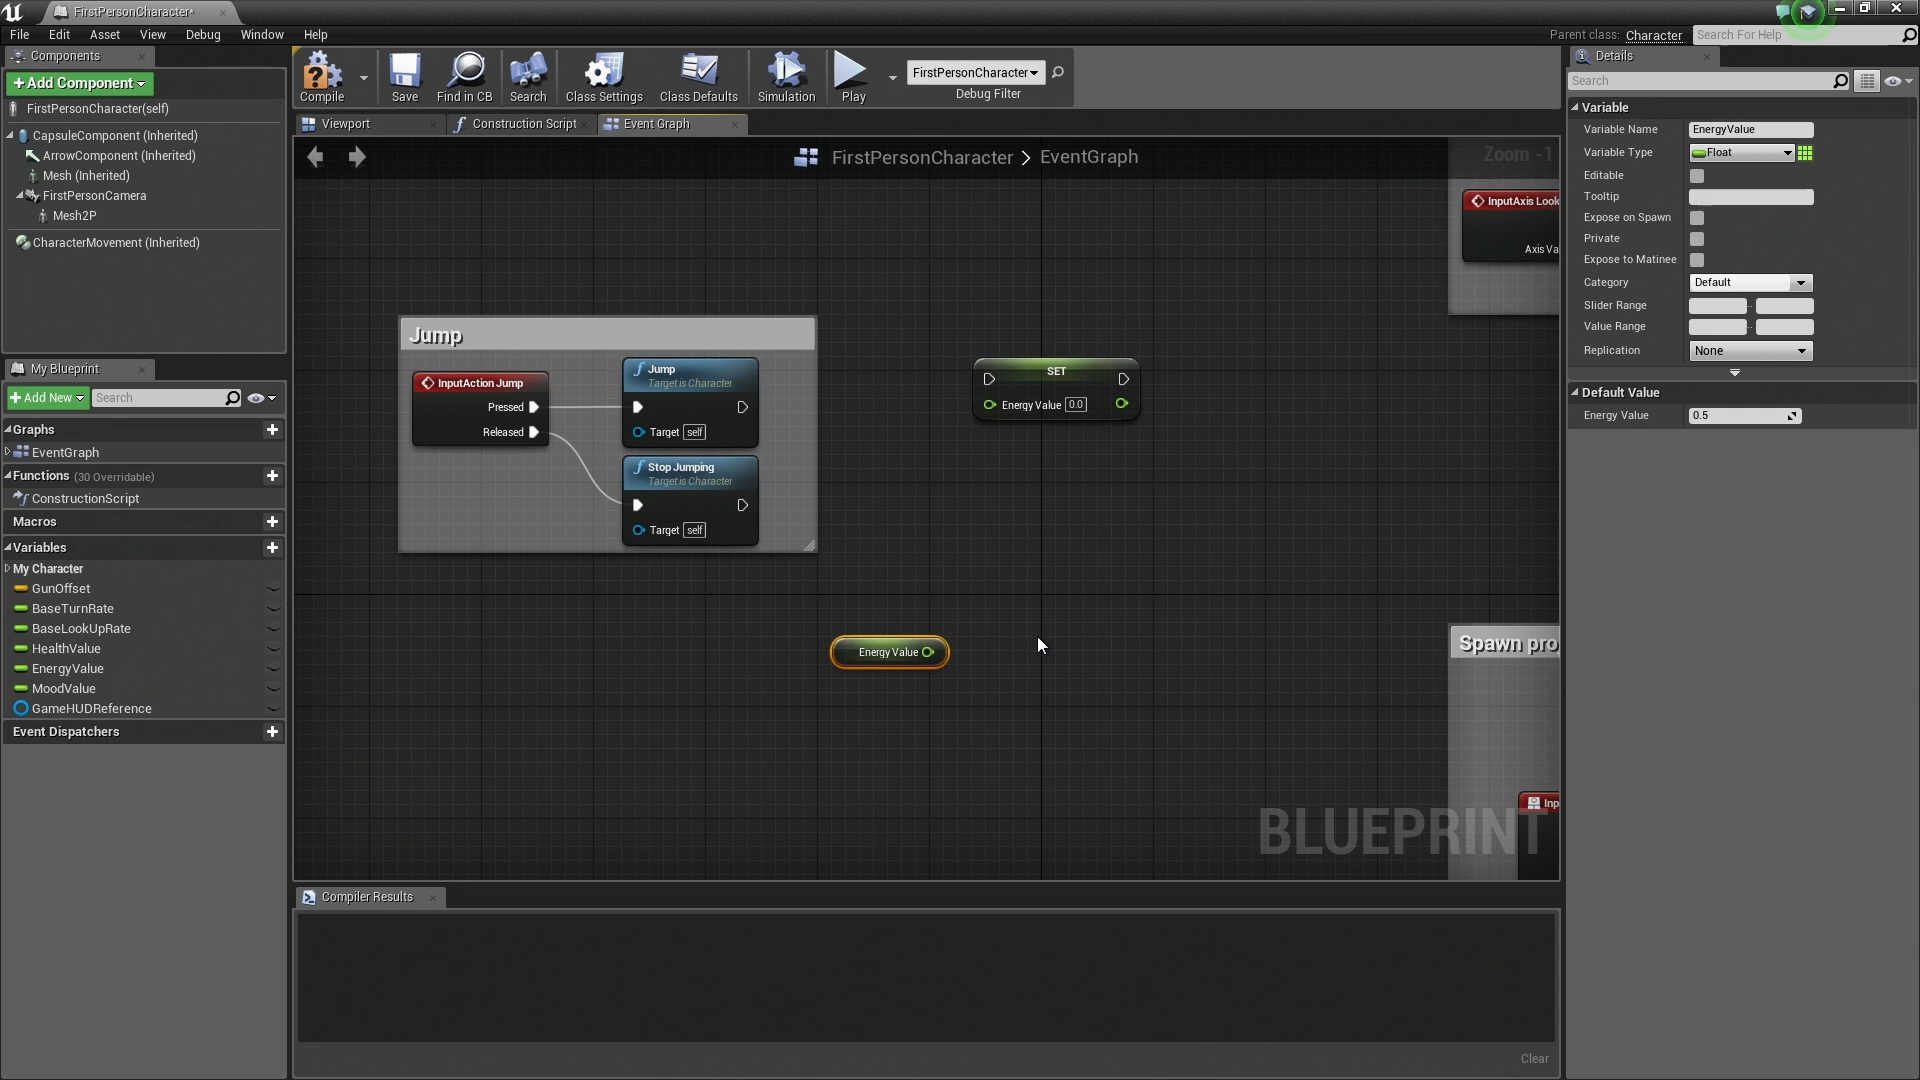 FirstPersonCharacter*
File Edit Asset View Debug Window Help
Parent class: Character Search For Help
Components
+Add Component
FirstPersonCharacter(self)
CapsuleComponent (Inherited)
ArrowComponent (Inherited)
Mesh (Inherited)
FirstPersonCamera
Mesh2P
CharacterMovement (Inherited)
My Blueprint
+Add New Search
Graphs
EventGraph
Functions (30 Overridable)
ConstructionScript
Macros
Variables
My Character
GunOffset
BaseTurnRate
BaseLookUpRate
HealthValue
EnergyValue
MoodValue
GameHUDReference
Event Dispatchers
Compile Save Find in CB Search Class Settings Class Defaults Simulation Play
FirstPersonCharacter
Debug Filter
Viewport Construction Script Event Graph
FirstPersonCharacter > EventGraph
Zoom -1
Jump
InputAction Jump
Pressed
Released
Jump
Target is Character
Target self
Stop Jumping
Target is Character
Target self
SET
Energy Value 0.0
Energy Value
InputAxis Look
Axis Va
Spawn pro
Inp
BLUEPRINT
Compiler Results
Clear
Details
Search
Variable
Variable Name EnergyValue
Variable Type Float
Editable
Tooltip
Expose on Spawn
Private
Expose to Matinee
Category Default
Slider Range
Value Range
Replication None
Default Value
Energy Value 0.5